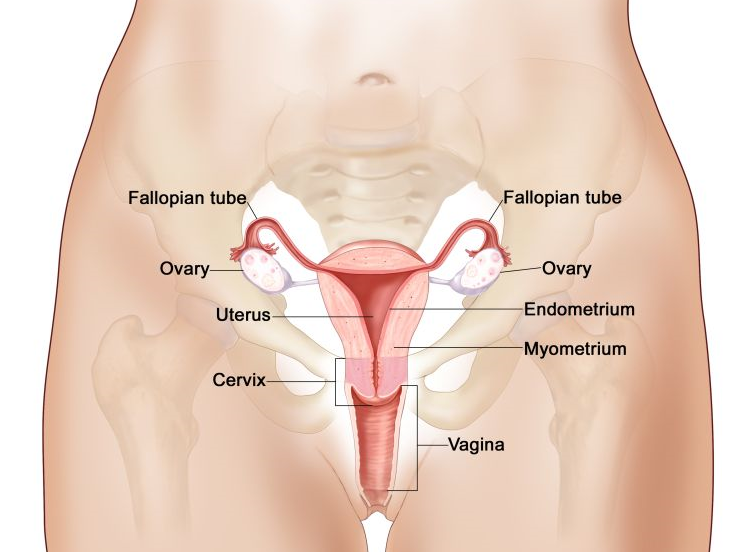 Fallopian tube
Fallopian tube
Ovary
Ovary
Uterus
Endometrium
Myometrium
Cervix
Vagina